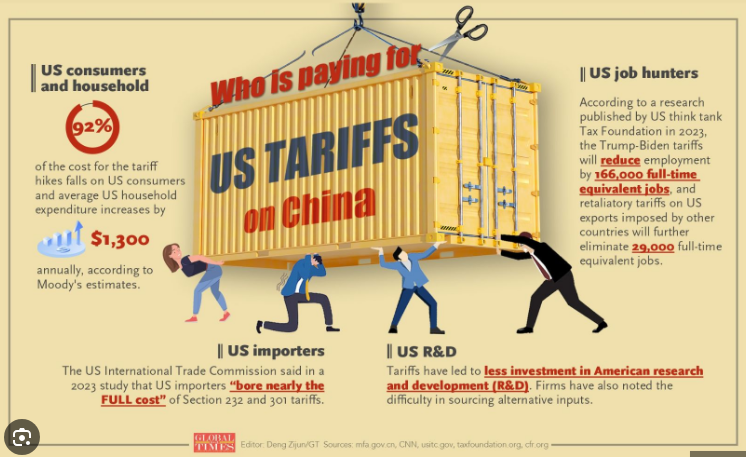 Who is paying for
US TARIFFS
on China
US consumers
and household
92%
of the cost for the tariff
hikes falls on US consumers
and average US household
expenditure increases by
$1,300
annually, according to
Moody's estimates.
US job hunters
According to a research
published by US think tank
Tax Foundation in 2023,
the Trump-Biden tariffs
will reduce employment
by 166,000 full-time
equivalent jobs, and
retaliatory tariffs on US
exports imposed by other
countries will further
eliminate 29,000 full-time
equivalent jobs.
US importers
The US International Trade Commission said in a
2023 study that US importers “bore nearly the
FULL cost” of Section 232 and 301 tariffs.
US R&D
Tariffs have led to less investment in American research
and development (R&D). Firms have also noted the
difficulty in sourcing alternative inputs.
GLOBAL
TIMES
Editor: Deng Zijun/GT Sources: mfa.gov.cn, CNN, usitc.gov, taxfoundation.org, cfr.org